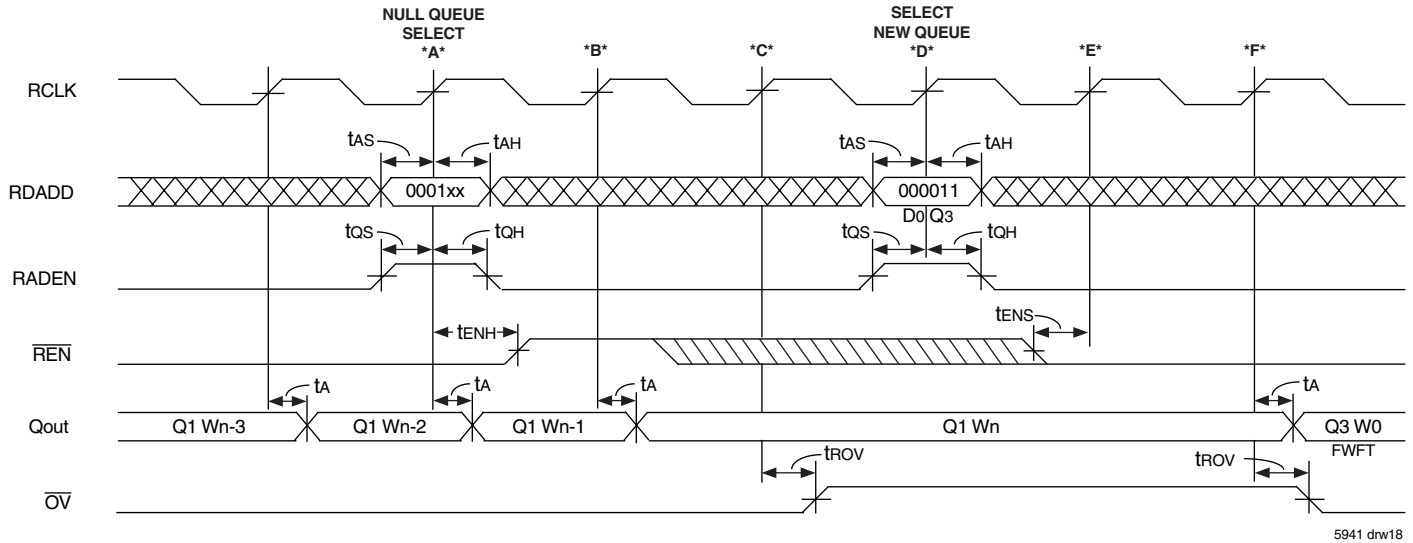 NULL QUEUE
SELECT
*A*
*B*
*C*
SELECT
NEW QUEUE
*D*
*E*
*F*
RCLK
tAS
tAH
tAS
tAH
RDADD
0001xx
000011
D0 Q3
tQS
tQH
tQS
tQH
RADEN
tENH
tENS
REN
tA
tA
tA
tA
Qout
Q1 Wn-3
Q1 Wn-2
Q1 Wn-1
Q1 Wn
Q3 W0
FWFT
tROV
tROV
OV
5941 drw18